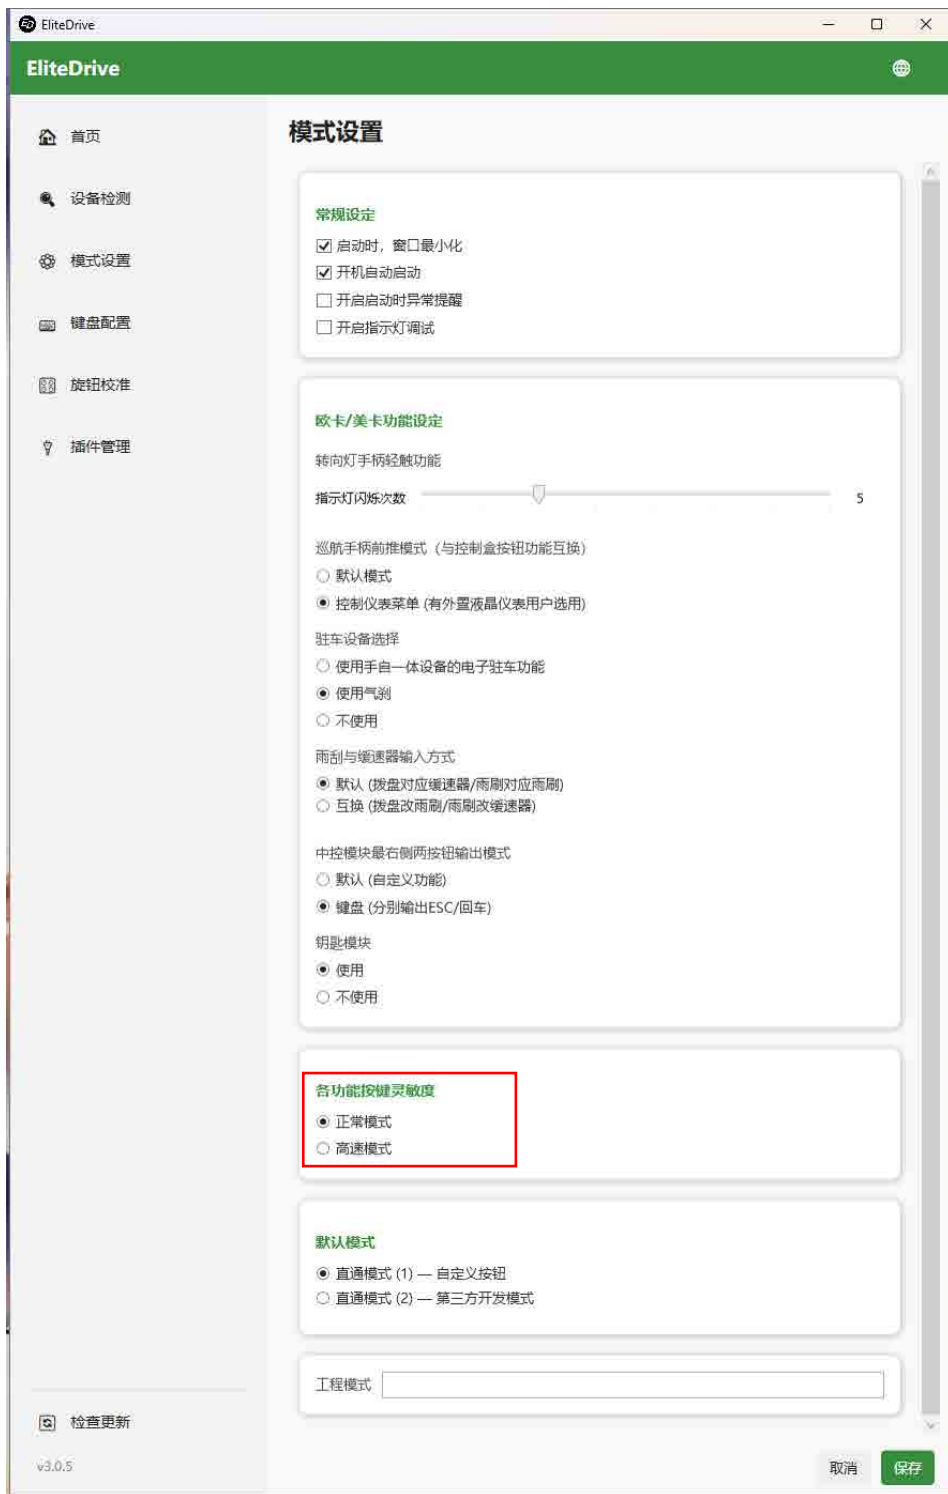 EliteDrive
EliteDrive
首页
设备检测
模式设置
键盘配置
旋钮校准
插件管理
检查更新
v3.0.5
模式设置
常规设定
启动时，窗口最小化
开机自动启动
开启启动时异常提醒
开启指示灯调试
欧卡/美卡功能设定
转向灯手柄轻触功能
指示灯闪烁次数 5
巡航手柄前推模式（与控制盒按钮功能互换）
默认模式
控制仪表菜单 (有外置液晶仪表用户选用)
驻车设备选择
使用手自一体设备的电子驻车功能
使用气刹
不使用
雨刮与缓速器输入方式
默认 (拨盘对应缓速器/雨刷对应雨刷)
互换 (拨盘改雨刷/雨刷改缓速器)
中控模块最右侧两按钮输出模式
默认 (自定义功能)
键盘 (分别输出ESC/回车)
钥匙模块
使用
不使用
各功能按键灵敏度
正常模式
高速模式
默认模式
直通模式 (1) — 自定义按钮
直通模式 (2) — 第三方开发模式
工程模式
取消 保存